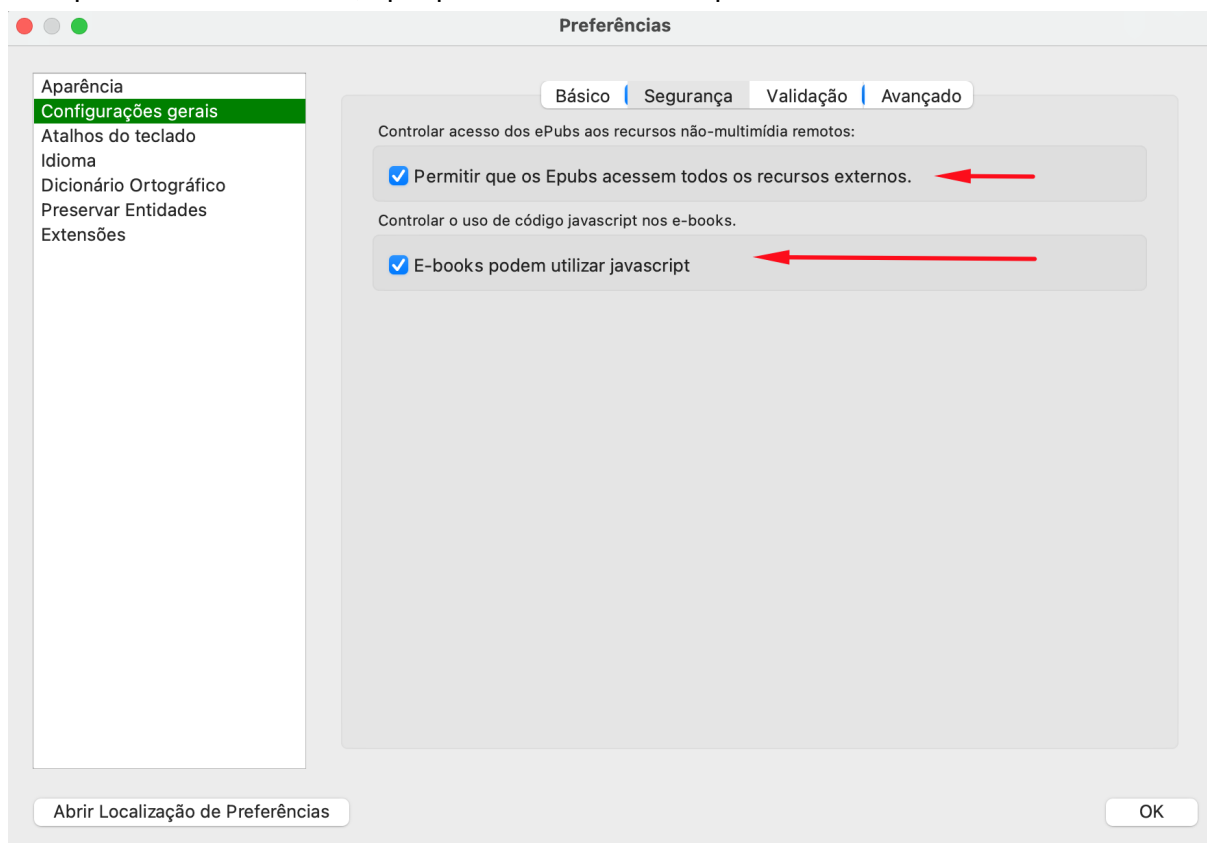 Preferências
Aparência
Configurações gerais
Atalhos do teclado
Idioma
Dicionário Ortográfico
Preservar Entidades
Extensões
Básico Segurança Validação Avançado
Controlar acesso dos ePubs aos recursos não-multimídia remotos:
Permitir que os Epubs acessem todos os recursos externos.
Controlar o uso de código javascript nos e-books.
E-books podem utilizar javascript
Abrir Localização de Preferências
OK